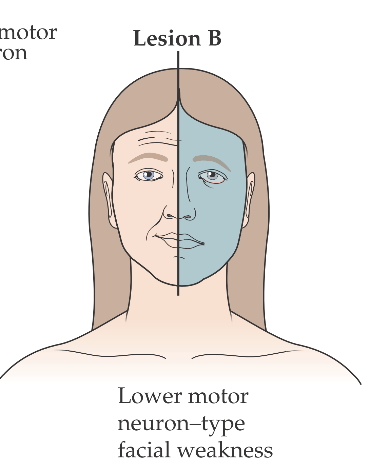 motor
ron
Lesion B
Lower motor
neuron–type
facial weakness